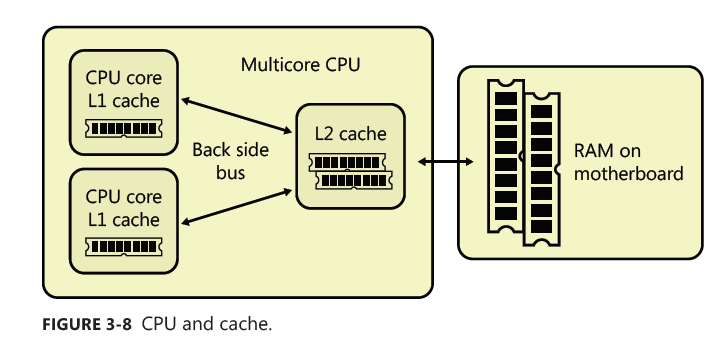 Multicore CPU
CPU core
L1 cache
Back side
bus
L2 cache
CPU core
L1 cache
RAM on
motherboard
FIGURE 3-8 CPU and cache.